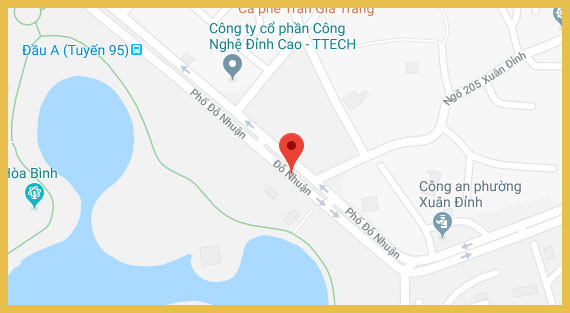 Cà phê Trần Gia Trang
Công ty cổ phần Công
Nghệ Đỉnh Cao - TTECH
Đầu A (Tuyến 95)
Phố Đỗ Nhuận
Ngõ 205 Xuân Đỉnh
Đỗ Nhuận
Hòa Bình
Công an phường
Xuân Đỉnh
Phố Đỗ Nhuận